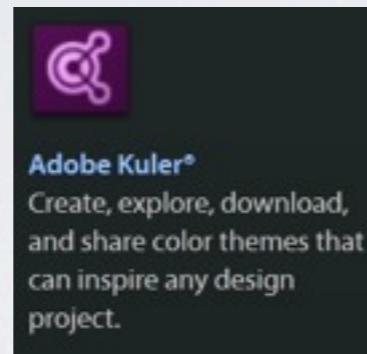 Adobe Kuler®
Create, explore, download,
and share color themes that
can inspire any design
project.